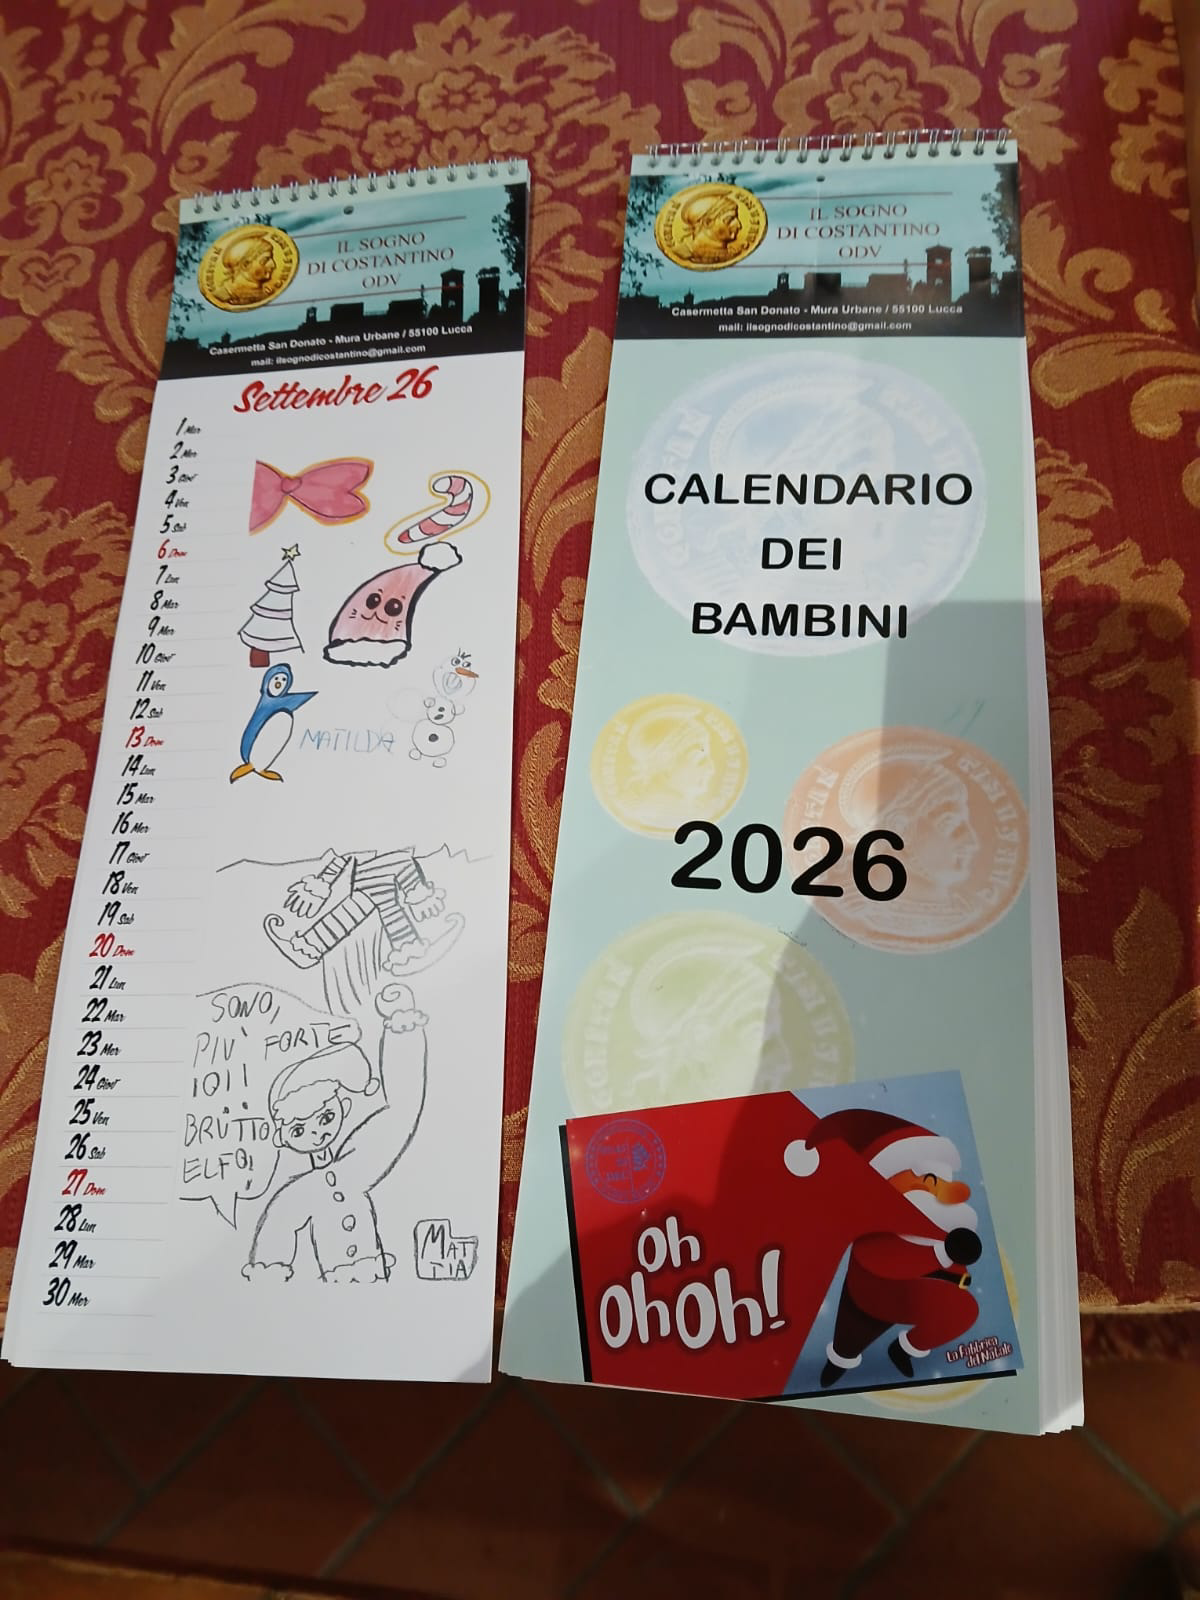 IL SOGNO
DI COSTANTINO
ODV
Casermetta San Donato - Mura Urbane / 55100 Lucca
mail: ilsognodicostantino@gmail.com
Settembre 26
1 Mar
2 Mer
3 Giov
4 Ven
5 Sab
6 Dom
7 Lun
8 Mar
9 Mer
10 Giov
11 Ven
12 Sab
13 Dom
14 Lun
15 Mar
16 Mer
17 Giov
18 Ven
19 Sab
20 Dom
21 Lun
22 Mar
23 Mer
24 Giov
25 Ven
26 Sab
27 Dom
28 Lun
29 Mar
30 Mer
MATILDA
SONO,
PIU' FORTE
IO!!
BRUTTO
ELFO!
MAT
TIA
IL SOGNO
DI COSTANTINO
ODV
Casermetta San Donato - Mura Urbane / 55100 Lucca
mail: ilsognodicostantino@gmail.com
CALENDARIO
DEI
BAMBINI
2026
Oh
OhOh!
La Fabbrica
del Natale